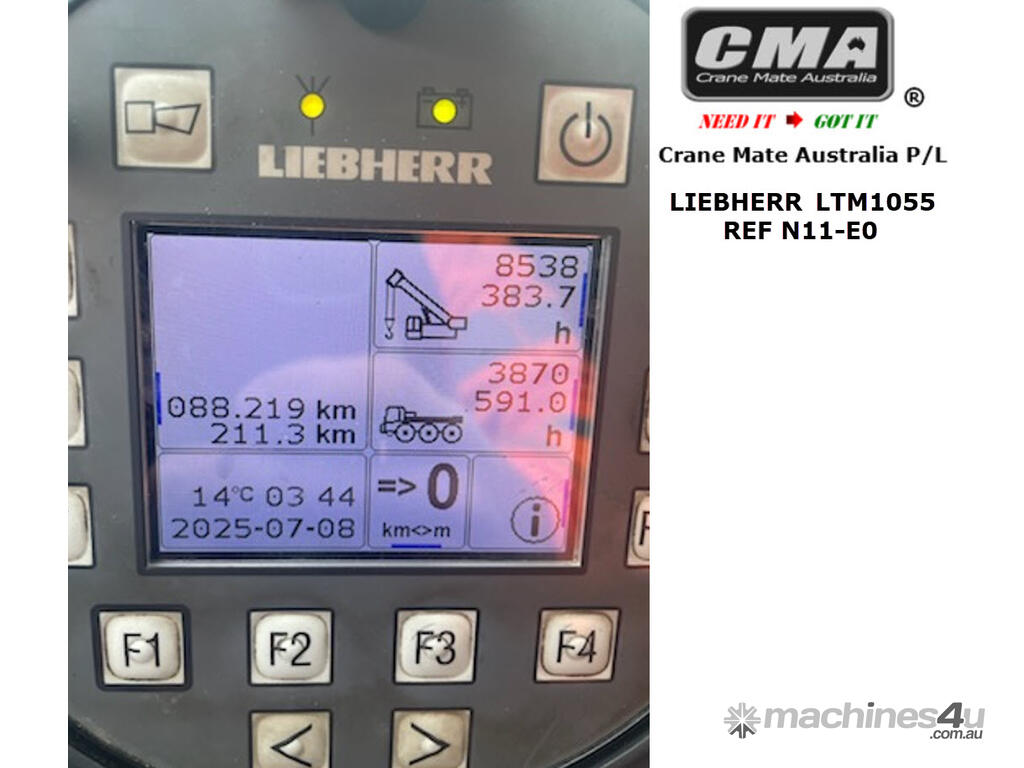 LIEBHERR
8538
383.7
h
3870
591.0
h
088.219 km
211.3 km
14°C 03 44
2025-07-08
=> 0
km<>m
i
F1
F2
F3
F4
<
>
CMA
Crane Mate Australia
®
NEED IT GOT IT
Crane Mate Australia P/L
LIEBHERR LTM1055
REF N11-E0
machines4u
.com.au